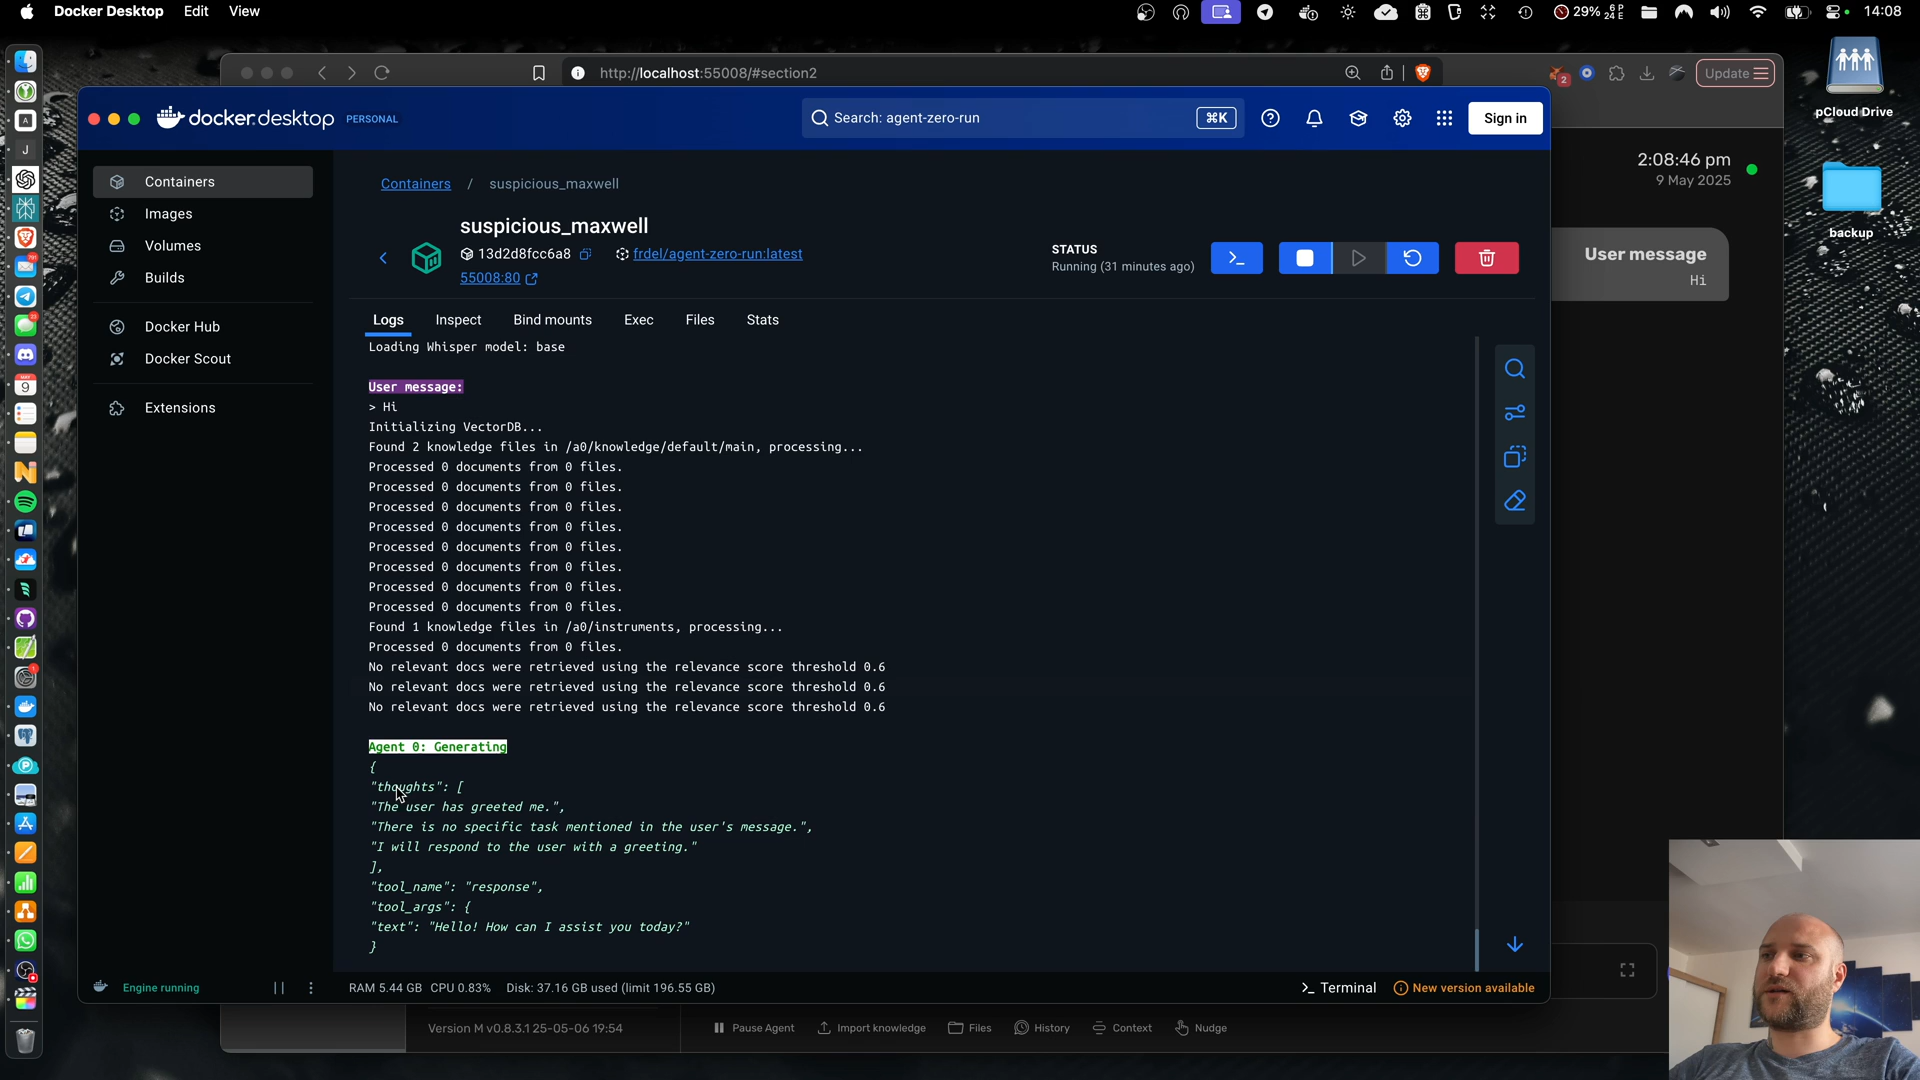 Docker Desktop Edit View
29% 6 P 24 E 14:08
http://localhost:55008/#section2
2 Update
pCloud Drive
backup
docker.desktop PERSONAL
Search: agent-zero-run ⌘K
Sign in
Containers
Images
Volumes
Builds
Docker Hub
Docker Scout
Extensions
Containers / suspicious_maxwell
suspicious_maxwell
13d2d8fcc6a8 frdel/agent-zero-run:latest
55008:80
STATUS
Running (31 minutes ago)
Logs Inspect Bind mounts Exec Files Stats
Loading Whisper model: base
User message:
> Hi
Initializing VectorDB...
Found 2 knowledge files in /a0/knowledge/default/main, processing...
Processed 0 documents from 0 files.
Processed 0 documents from 0 files.
Processed 0 documents from 0 files.
Processed 0 documents from 0 files.
Processed 0 documents from 0 files.
Processed 0 documents from 0 files.
Processed 0 documents from 0 files.
Processed 0 documents from 0 files.
Found 1 knowledge files in /a0/instruments, processing...
Processed 0 documents from 0 files.
No relevant docs were retrieved using the relevance score threshold 0.6
No relevant docs were retrieved using the relevance score threshold 0.6
No relevant docs were retrieved using the relevance score threshold 0.6
Agent 0: Generating
{
"thoughts": [
"The user has greeted me.",
"There is no specific task mentioned in the user's message.",
"I will respond to the user with a greeting."
],
"tool_name": "response",
"tool_args": {
"text": "Hello! How can I assist you today?"
}
2:08:46 pm
9 May 2025
User message
Hi
Engine running
RAM 5.44 GB CPU 0.83% Disk: 37.16 GB used (limit 196.55 GB)
Terminal New version available
Version M v0.8.3.1 25-05-06 19:54
Pause Agent Import knowledge Files History Context Nudge